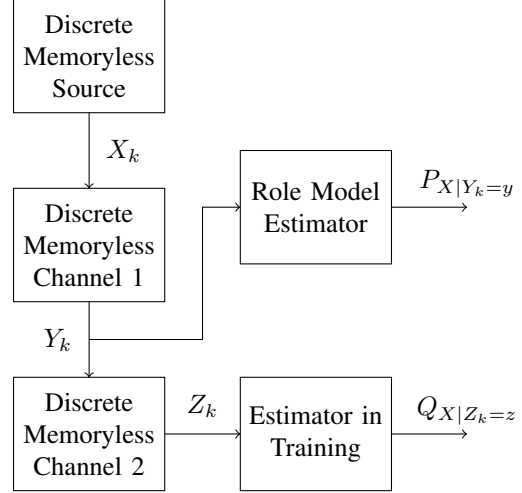 Discrete
Memoryless
Source
X_k
Discrete
Memoryless
Channel 1
Role Model
Estimator
P_{X|Y_k=y}
Y_k
Discrete
Memoryless
Channel 2
Z_k
Estimator in
Training
Q_{X|Z_k=z}